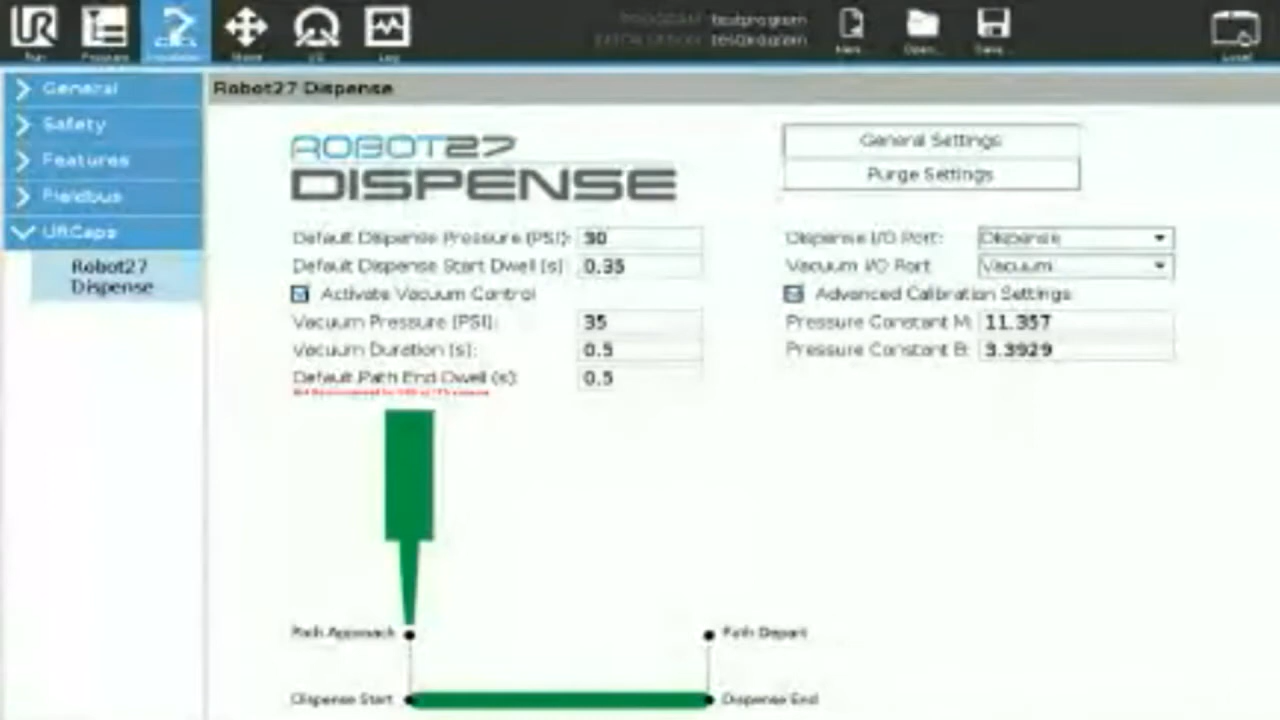 Run
Move
I/O
Log
testprogram
New...
Open...
Save...
Local
General
Safety
Features
Fieldbus
URCaps
Robot27
Dispense
Robot27 Dispense
ROBOT27
DISPENSE
General Settings
Purge Settings
Default Dispense Pressure (PSI): 30
Default Dispense Start Dwell (s): 0.35
Activate Vacuum Control
Vacuum Pressure (PSI): 35
Vacuum Duration (s): 0.5
Default Path End Dwell (s): 0.5
Dispense I/O Port: Dispense
Vacuum I/O Port Vacuum
Advanced Calibration Settings
Pressure Constant M: 11.357
Pressure Constant B: 3.3929
Path Approach
Path Depart
Dispense Start
Dispense End